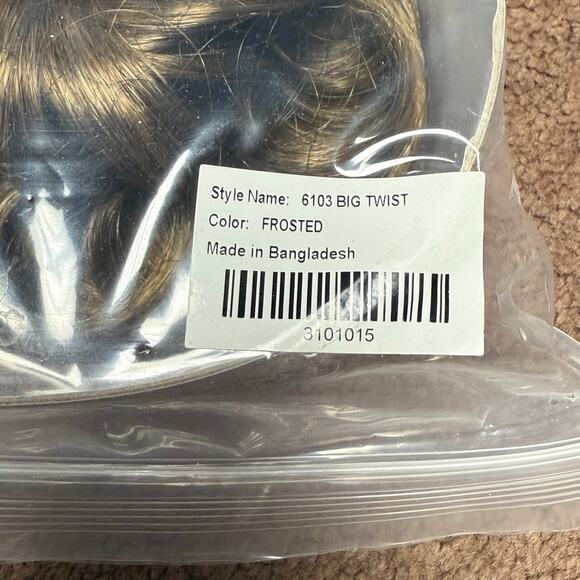 Style Name: 6103 BIG TWIST
Color: FROSTED
Made in Bangladesh
3101015